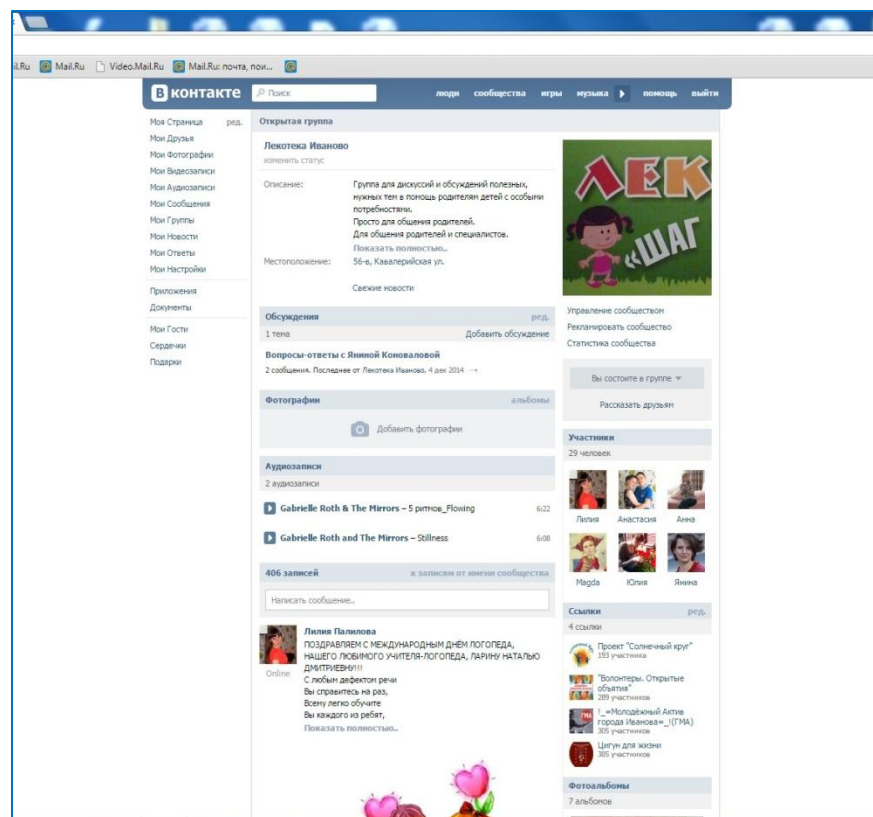 il.Ru Mail.Ru Video.Mail.Ru Mail.Ru: почта, пои...
В контакте Поиск люди сообщества игры музыка помощь выйти
Моя Страница ред.
Мои Друзья
Мои Фотографии
Мои Видеозаписи
Мои Аудиозаписи
Мои Сообщения
Мои Группы
Мои Новости
Мои Ответы
Мои Настройки
Приложения
Документы
Мои Гости
Сердечки
Подарки
Открытая группа
Лекотека Иваново
изменить статус
Описание: Группа для дискуссий и обсуждений полезных,
нужных тем в помощь родителям детей с особыми
потребностями.
Просто для общения родителей.
Для общения родителей и специалистов.
Показать полностью..
Местоположение: 56-в, Кавалерийская ул.
Свежие новости
Обсуждения ред.
1 тема Добавить обсуждение
Вопросы-ответы с Яниной Коноваловой
2 сообщения. Последнее от Лекотека Иваново, 4 дек 2014 →
Фотографии альбомы
Добавить фотографии
Аудиозаписи
2 аудиозаписи
Gabrielle Roth & The Mirrors – 5 ритмов_Flowing 6:22
Gabrielle Roth and The Mirrors – Stillness 6:08
406 записей к записям от имени сообщества
Написать сообщение..
Лилия Палилова
ПОЗДРАВЛЯЕМ С МЕЖДУНАРОДНЫМ ДНЁМ ЛОГОПЕДА,
НАШЕГО ЛЮБИМОГО УЧИТЕЛЯ-ЛОГОПЕДА, ЛАРИНУ НАТАЛЬЮ
ДМИТРИЕВНУ!!!
Online
С любым дефектом речи
Вы справитесь на раз,
Всему легко обучите
Вы каждого из ребят,
Показать полностью..
ЛЕК
«ШАГ
Управление сообществом
Рекламировать сообщество
Статистика сообщества
Вы состоите в группе
Рассказать друзьям
Участники
29 человек
Лилия Анастасия Анна
Magda Юлия Янина
Ссылки ред.
4 ссылки
Проект "Солнечный круг"
193 участника
"Волонтеры. Открытые
объятия"
289 участников
!_=Молодёжный Актив
города Иванова=_!(ГМА)
305 участников
Цигун для жизни
385 участников
Фотоальбомы
7 альбомов